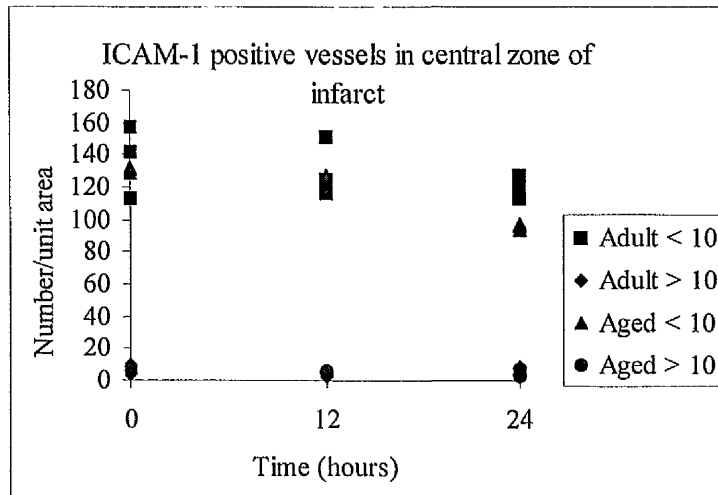 ICAM-1 positive vessels in central zone of
infarct
180
160
140
120
100
80
60
40
20
0
Number/unit area
0 12 24
Time (hours)
Adult < 10
Adult > 10
Aged < 10
Aged > 10